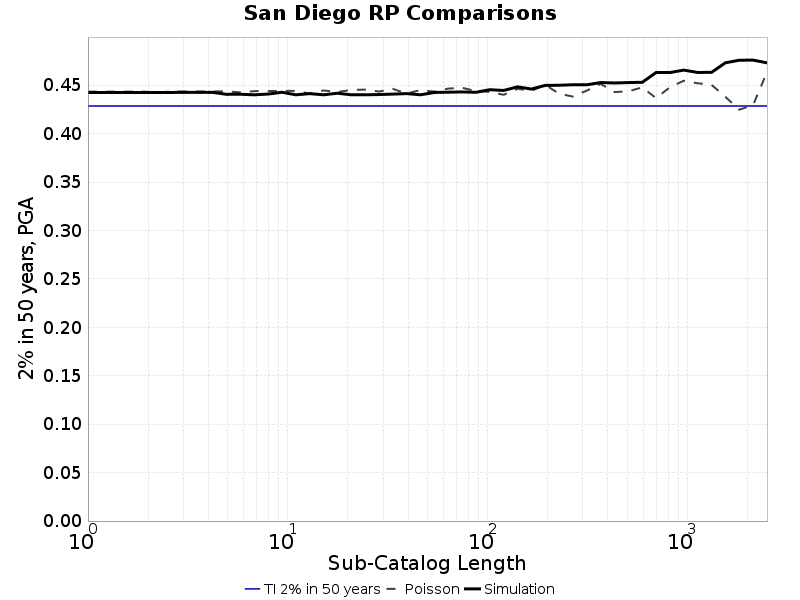 San Diego RP Comparisons
2% in 50 years, PGA
0.45
0.40
0.35
0.30
0.25
0.20
0.15
0.10
0.05
0.00
10^0 10^1 10^2 10^3
Sub-Catalog Length
TI 2% in 50 years Poisson Simulation